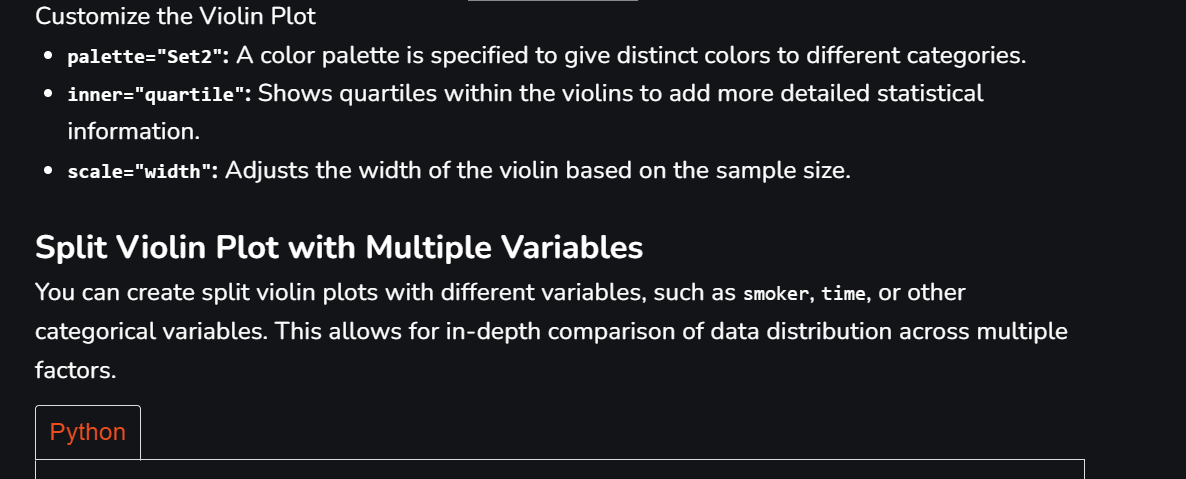 Customize the Violin Plot
• palette="Set2": A color palette is specified to give distinct colors to different categories.
• inner="quartile": Shows quartiles within the violins to add more detailed statistical
information.
• scale="width": Adjusts the width of the violin based on the sample size.
Split Violin Plot with Multiple Variables
You can create split violin plots with different variables, such as smoker, time, or other
categorical variables. This allows for in-depth comparison of data distribution across multiple
factors.
Python